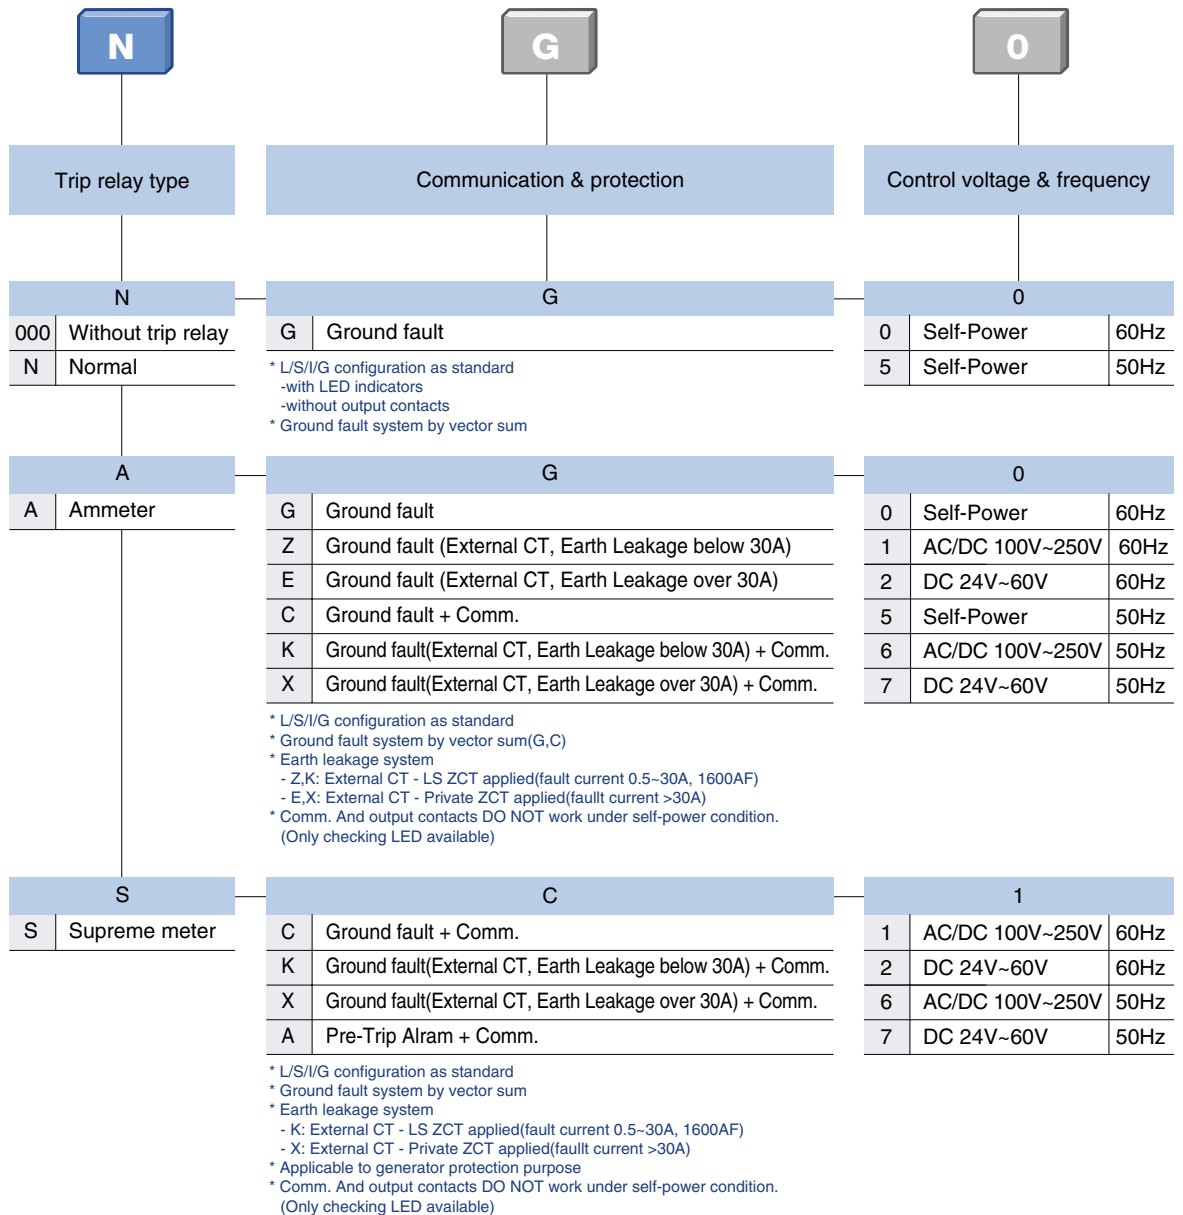 N G 0
Trip relay type Communication & protection Control voltage & frequency
N G 0
000 Without trip relay G Ground fault 0 Self-Power 60Hz
N Normal 5 Self-Power 50Hz
* L/S/I/G configuration as standard
-with LED indicators
-without output contacts
* Ground fault system by vector sum
A G 0
A Ammeter G Ground fault 0 Self-Power 60Hz
Z Ground fault (External CT, Earth Leakage below 30A) 1 AC/DC 100V~250V 60Hz
E Ground fault (External CT, Earth Leakage over 30A) 2 DC 24V~60V 60Hz
C Ground fault + Comm. 5 Self-Power 50Hz
K Ground fault(External CT, Earth Leakage below 30A) + Comm. 6 AC/DC 100V~250V 50Hz
X Ground fault(External CT, Earth Leakage over 30A) + Comm. 7 DC 24V~60V 50Hz
* L/S/I/G configuration as standard
* Ground fault system by vector sum(G,C)
* Earth leakage system
- Z,K: External CT - LS ZCT applied(fault current 0.5~30A, 1600AF)
- E,X: External CT - Private ZCT applied(faullt current >30A)
* Comm. And output contacts DO NOT work under self-power condition.
(Only checking LED available)
S C 1
S Supreme meter C Ground fault + Comm. 1 AC/DC 100V~250V 60Hz
K Ground fault(External CT, Earth Leakage below 30A) + Comm. 2 DC 24V~60V 60Hz
X Ground fault(External CT, Earth Leakage over 30A) + Comm. 6 AC/DC 100V~250V 50Hz
A Pre-Trip Alram + Comm. 7 DC 24V~60V 50Hz
* L/S/I/G configuration as standard
* Ground fault system by vector sum
* Earth leakage system
- K: External CT - LS ZCT applied(fault current 0.5~30A, 1600AF)
- X: External CT - Private ZCT applied(faullt current >30A)
* Applicable to generator protection purpose
* Comm. And output contacts DO NOT work under self-power condition.
(Only checking LED available)